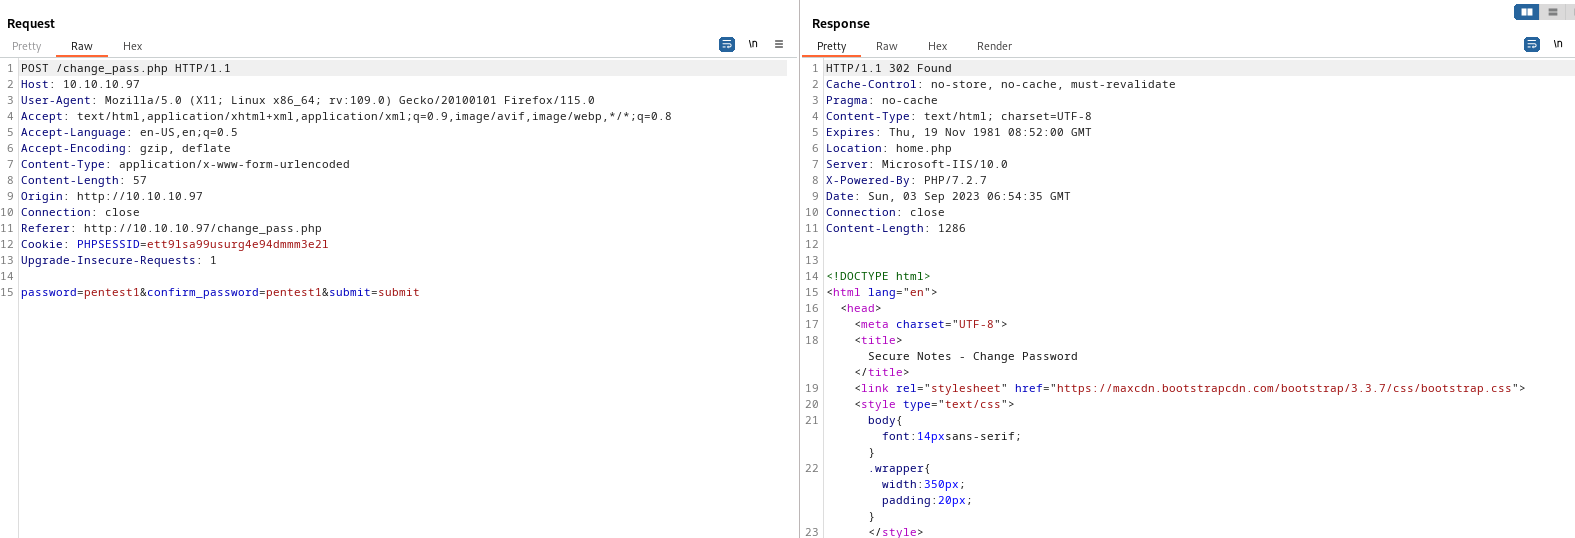 Request
Pretty Raw Hex
\n
1 POST /change_pass.php HTTP/1.1
2 Host: 10.10.10.97
3 User-Agent: Mozilla/5.0 (X11; Linux x86_64; rv:109.0) Gecko/20100101 Firefox/115.0
4 Accept: text/html,application/xhtml+xml,application/xml;q=0.9,image/avif,image/webp,*/*;q=0.8
5 Accept-Language: en-US,en;q=0.5
6 Accept-Encoding: gzip, deflate
7 Content-Type: application/x-www-form-urlencoded
8 Content-Length: 57
9 Origin: http://10.10.10.97
10 Connection: close
11 Referer: http://10.10.10.97/change_pass.php
12 Cookie: PHPSESSID=ett91sa99usurg4e94dmmm3e21
13 Upgrade-Insecure-Requests: 1
14
15 password=pentest1&confirm_password=pentest1&submit=submit
Response
Pretty Raw Hex Render
\n
1 HTTP/1.1 302 Found
2 Cache-Control: no-store, no-cache, must-revalidate
3 Pragma: no-cache
4 Content-Type: text/html; charset=UTF-8
5 Expires: Thu, 19 Nov 1981 08:52:00 GMT
6 Location: home.php
7 Server: Microsoft-IIS/10.0
8 X-Powered-By: PHP/7.2.7
9 Date: Sun, 03 Sep 2023 06:54:35 GMT
10 Connection: close
11 Content-Length: 1286
12
13
14 <!DOCTYPE html>
15 <html lang="en">
16 <head>
17 <meta charset="UTF-8">
18 <title>
Secure Notes - Change Password
</title>
19 <link rel="stylesheet" href="https://maxcdn.bootstrapcdn.com/bootstrap/3.3.7/css/bootstrap.css">
20 <style type="text/css">
21 body{
font:14pxsans-serif;
}
22 .wrapper{
width:350px;
padding:20px;
}
23 </style>